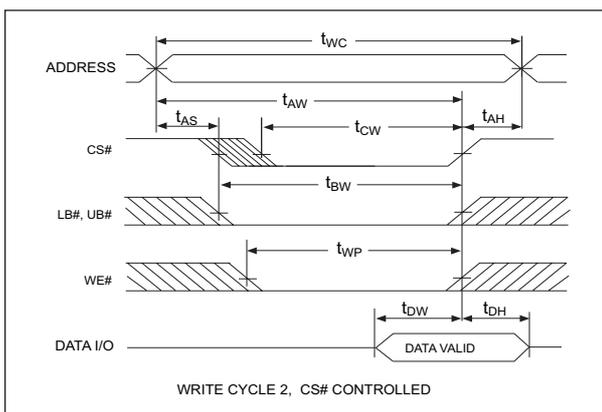 tWC
ADDRESS
tAW
tAS
tCW
tAH
CS#
tBW
LB#, UB#
tWP
WE#
tDW
tDH
DATA I/O
DATA VALID
WRITE CYCLE 2, CS# CONTROLLED